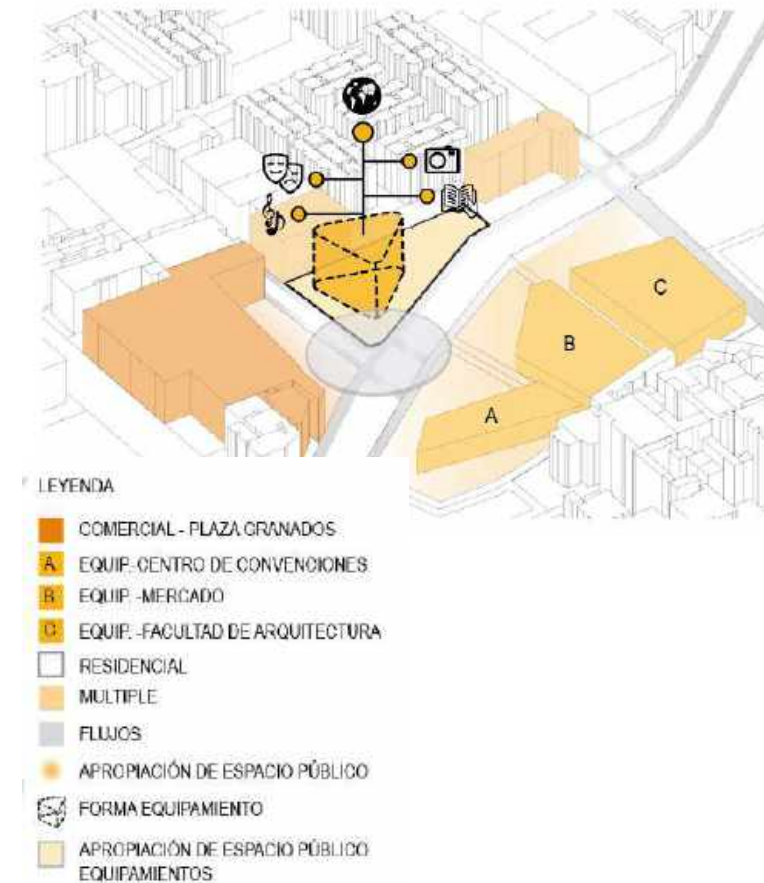 C
B
A
LEYENDA
COMERCIAL - PLAZA GRANADOS
A EQUIP.-CENTRO DE CONVENCIONES
B EQUIP. -MERCADO
C EQUIP. -FACULTAD DE ARQUITECTURA
RESIDENCIAL
MULTIPLE
FLUJOS
APROPIACIÓN DE ESPACIO PÚBLICO
FORMA EQUIPAMIENTO
APROPIACIÓN DE ESPACIO PÚBLICO
EQUIPAMIENTOS